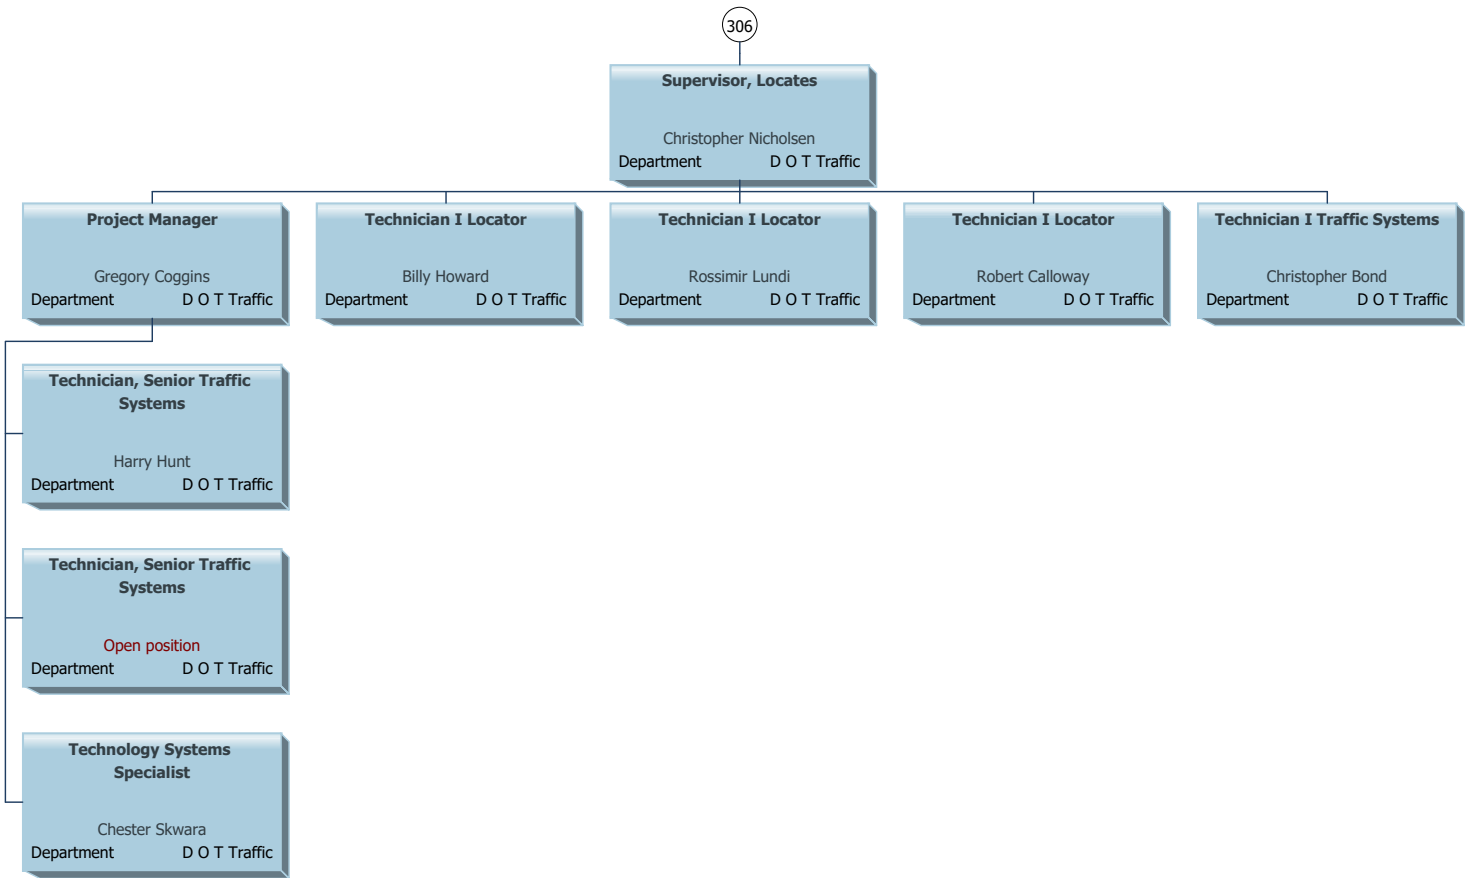 306
Supervisor, Locates
Christopher Nicholsen
Department D O T Traffic
Project Manager
Gregory Coggins
Department D O T Traffic
Technician I Locator
Billy Howard
Department D O T Traffic
Technician I Locator
Rossimir Lundi
Department D O T Traffic
Technician I Locator
Robert Calloway
Department D O T Traffic
Technician I Traffic Systems
Christopher Bond
Department D O T Traffic
Technician, Senior Traffic
Systems
Harry Hunt
Department D O T Traffic
Technician, Senior Traffic
Systems
Open position
Department D O T Traffic
Technology Systems
Specialist
Chester Skwara
Department D O T Traffic